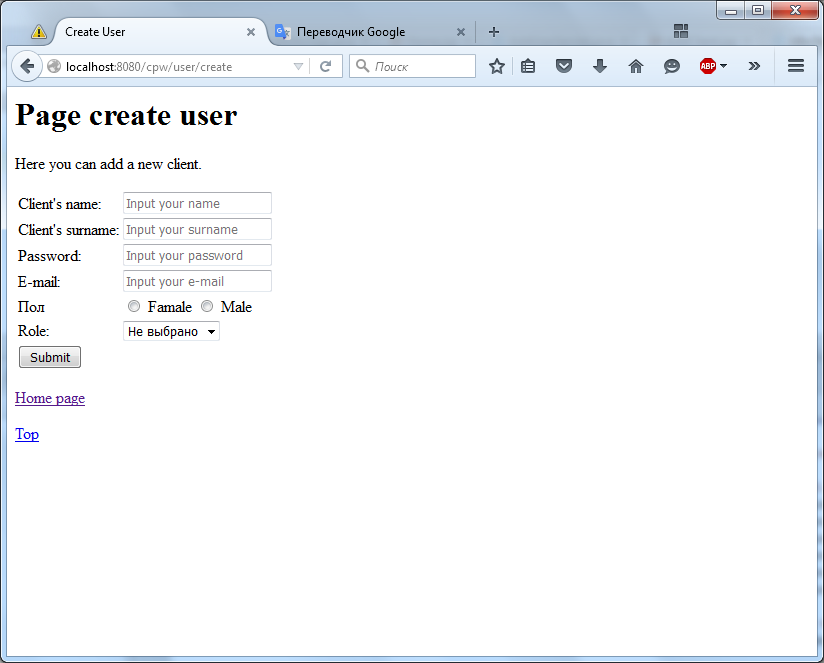 Create User
Переводчик Google
localhost:8080/cpw/user/create
Поиск
ABP
Page create user
Here you can add a new client.
Client's name: Input your name
Client's surname: Input your surname
Password: Input your password
E-mail: Input your e-mail
Пол Famale Male
Role: Не выбрано
Submit
Home page
Top